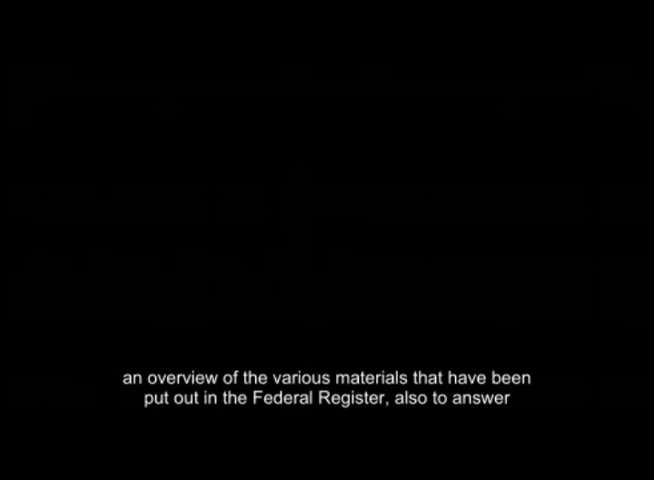 an overview of the various materials that have been
put out in the Federal Register, also to answer